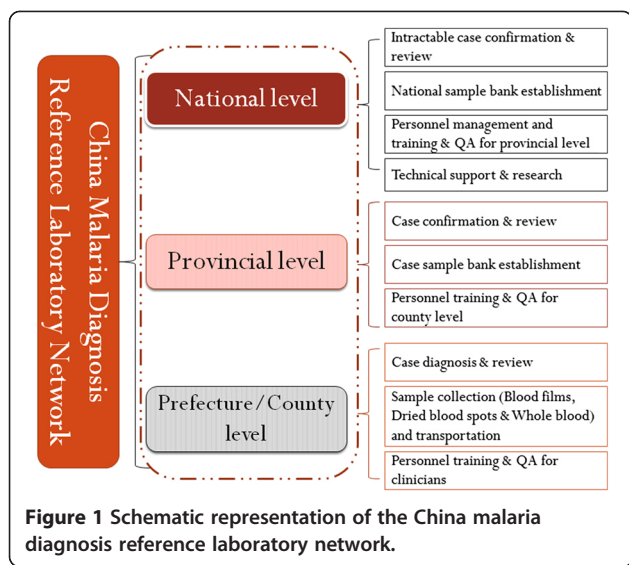 China Malaria Diagnosis
Reference Laboratory Network
National level
Intractable case confirmation &
review
National sample bank establishment
Personnel management and
training & QA for provincial level
Technical support & research
Provincial level
Case confirmation & review
Case sample bank establishment
Personnel training & QA for
county level
Prefecture/County
level
Case diagnosis & review
Sample collection (Blood films,
Dried blood spots & Whole blood)
and transportation
Personnel training & QA for
clinicians
Figure 1 Schematic representation of the China malaria
diagnosis reference laboratory network.